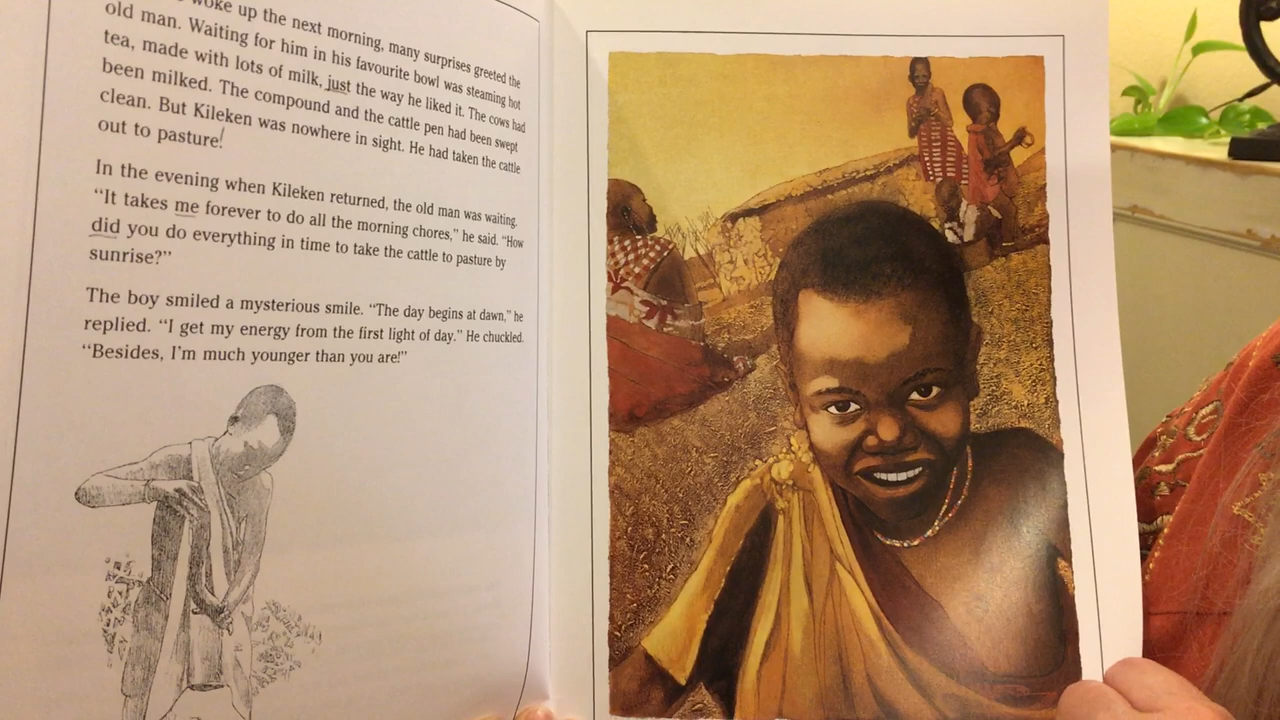 woke up the next morning, many surprises greeted the
old man. Waiting for him in his favourite bowl was steaming hot
tea, made with lots of milk, just the way he liked it. The cows had
been milked. The compound and the cattle pen had been swept
clean. But Kileken was nowhere in sight. He had taken the cattle
out to pasture!
In the evening when Kileken returned, the old man was waiting.
“It takes me forever to do all the morning chores,” he said. “How
did you do everything in time to take the cattle to pasture by
sunrise?”
The boy smiled a mysterious smile. “The day begins at dawn,” he
replied. “I get my energy from the first light of day.” He chuckled.
“Besides, I'm much younger than you are!”